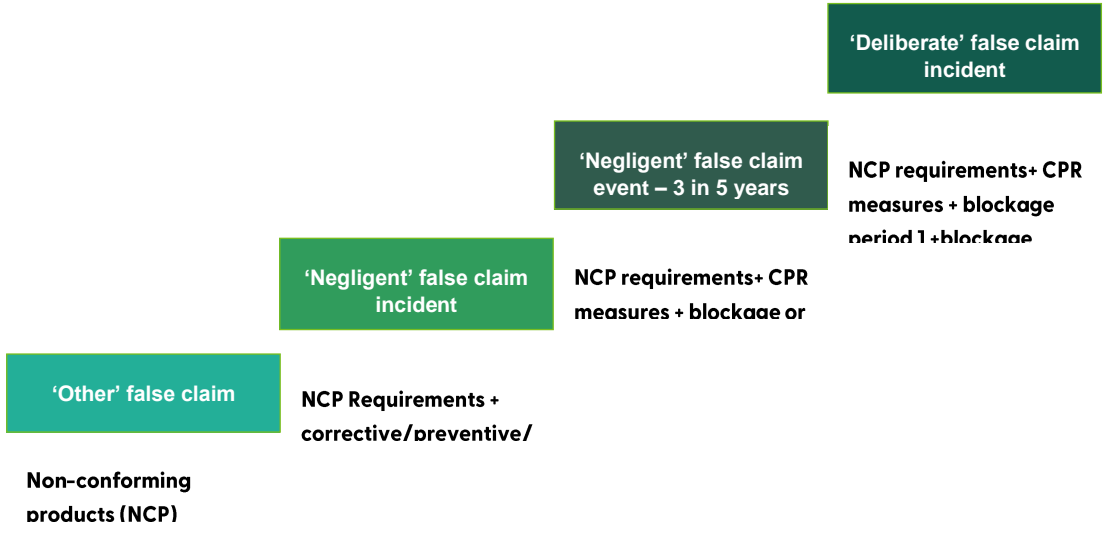 ‘Deliberate’ false claim
incident
NCP requirements+ CPR
measures + blockage
period 1 +blockage
‘Negligent’ false claim
event – 3 in 5 years
NCP requirements+ CPR
measures + blockage or
‘Negligent’ false claim
incident
NCP Requirements +
corrective/preventive/
‘Other’ false claim
Non-conforming
products (NCP)